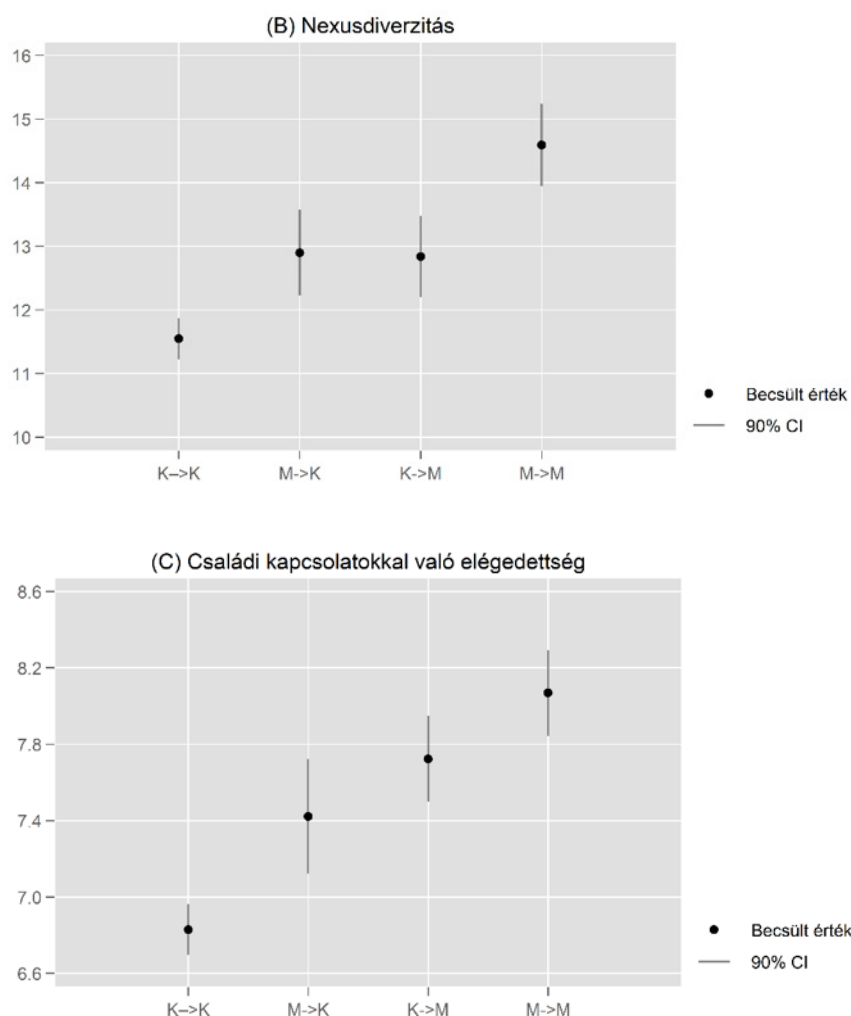 (B) Nexusdiverzitás
16
15
14
13
12
11
10
K–>K M->K K->M M->M
Becsült érték
90% CI
(C) Családi kapcsolatokkal való elégedettség
8.6
8.2
7.8
7.4
7.0
6.6
K–>K M->K K->M M->M
Becsült érték
90% CI